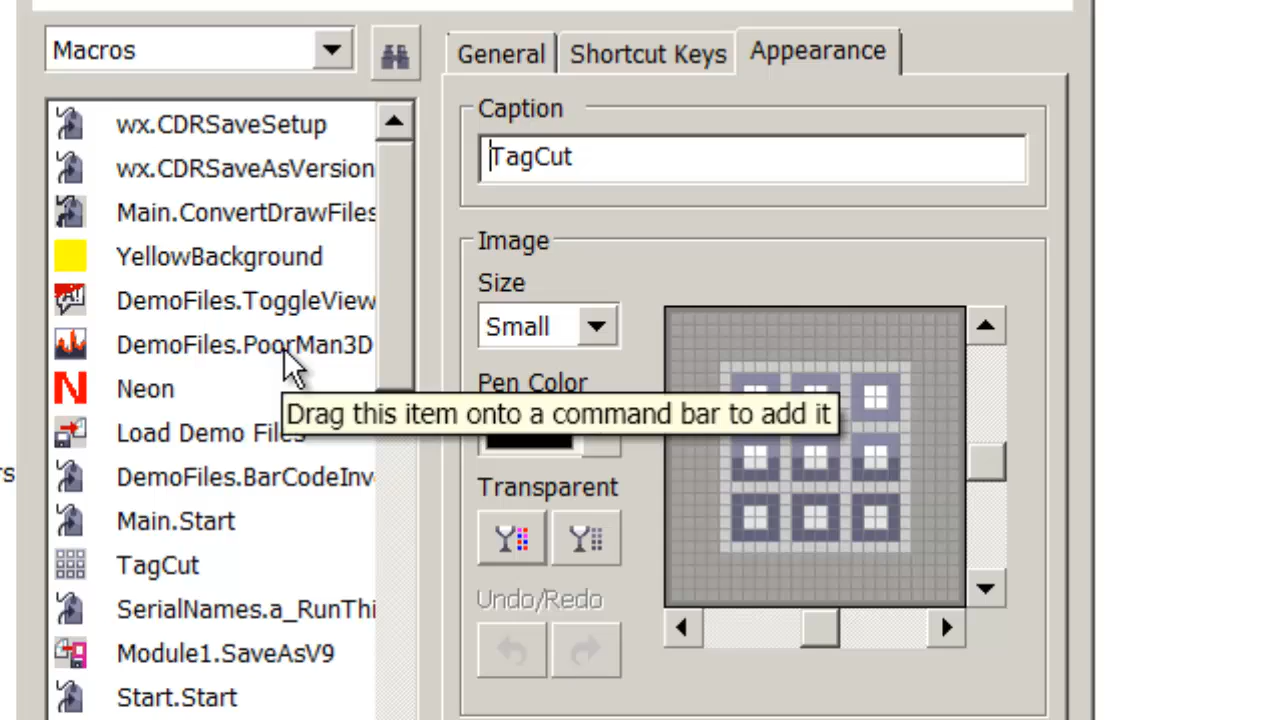 Macros
General
Shortcut Keys
Appearance
wx.CDRSaveSetup
wx.CDRSaveAsVersion
Main.ConvertDrawFiles
YellowBackground
DemoFiles.ToggleView
DemoFiles.PoorMan3D
Neon
Load Demo Files
DemoFiles.BarCodeInv
Main.Start
TagCut
SerialNames.a_RunThi
Module1.SaveAsV9
Start.Start
Caption
TagCut
Image
Size
Small
Pen Color
Drag this item onto a command bar to add it
Transparent
Undo/Redo
rs